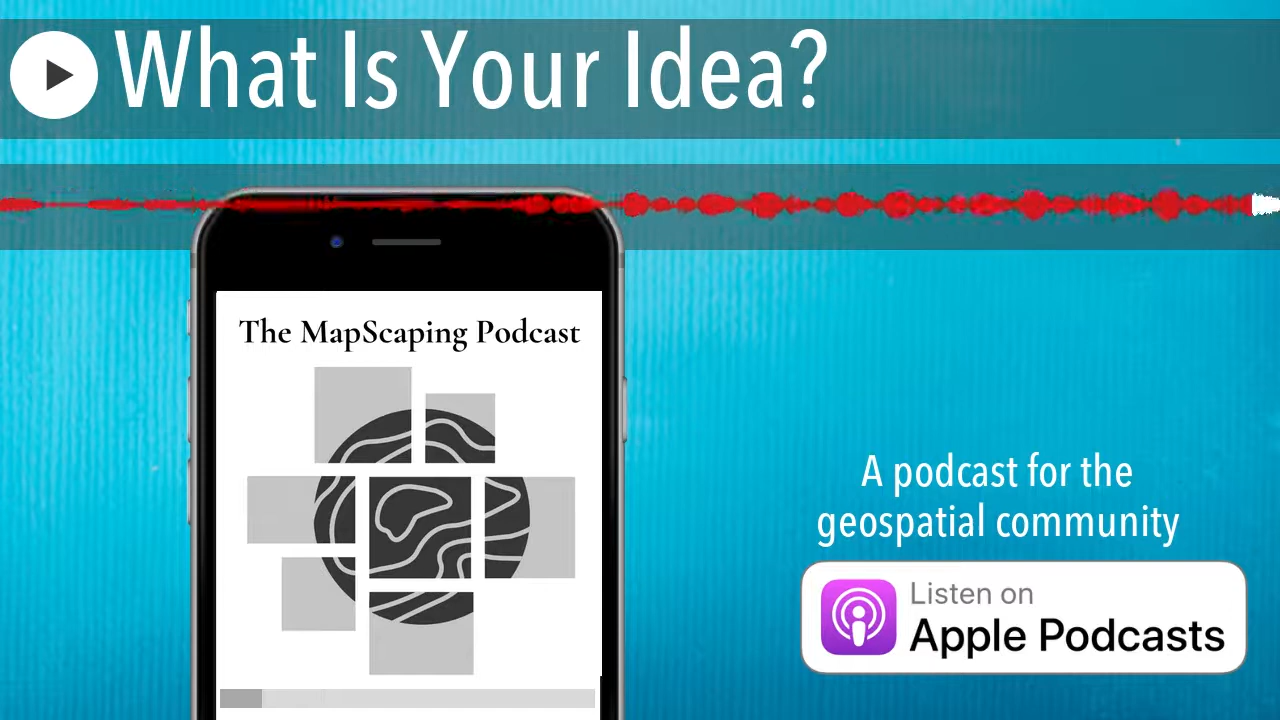 What Is Your Idea?
The MapScaping Podcast
A podcast for the
geospatial community
Listen on
Apple Podcasts